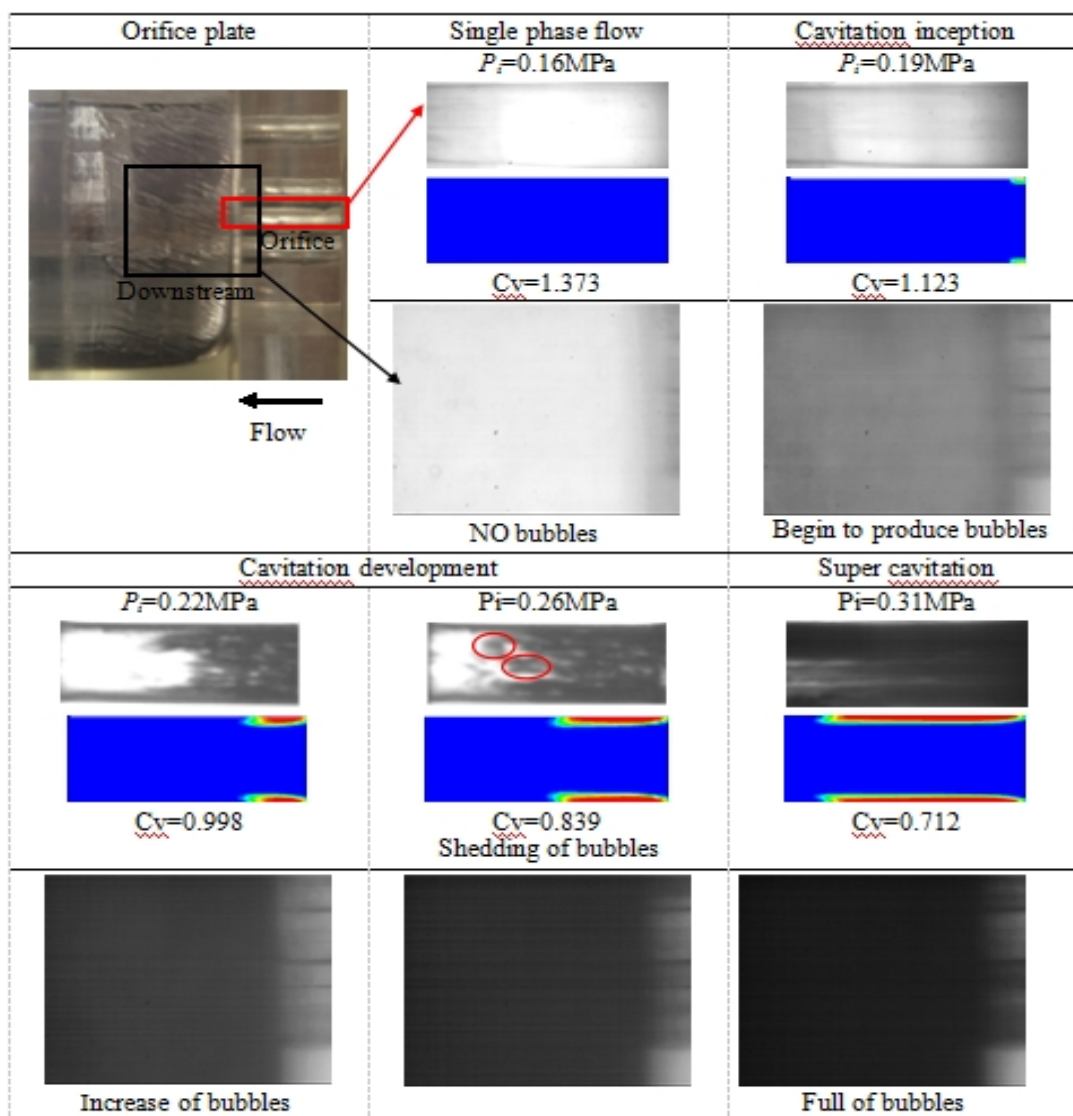 Orifice plate
Single phase flow
Cavitation inception
Pi=0.16MPa
Pi=0.19MPa
Orifice
Downstream
Cv=1.373
Cv=1.123
Flow
NO bubbles
Begin to produce bubbles
Cavitation development
Super cavitation
Pi=0.22MPa
Pi=0.26MPa
Pi=0.31MPa
Cv=0.998
Cv=0.839
Cv=0.712
Shedding of bubbles
Increase of bubbles
Full of bubbles